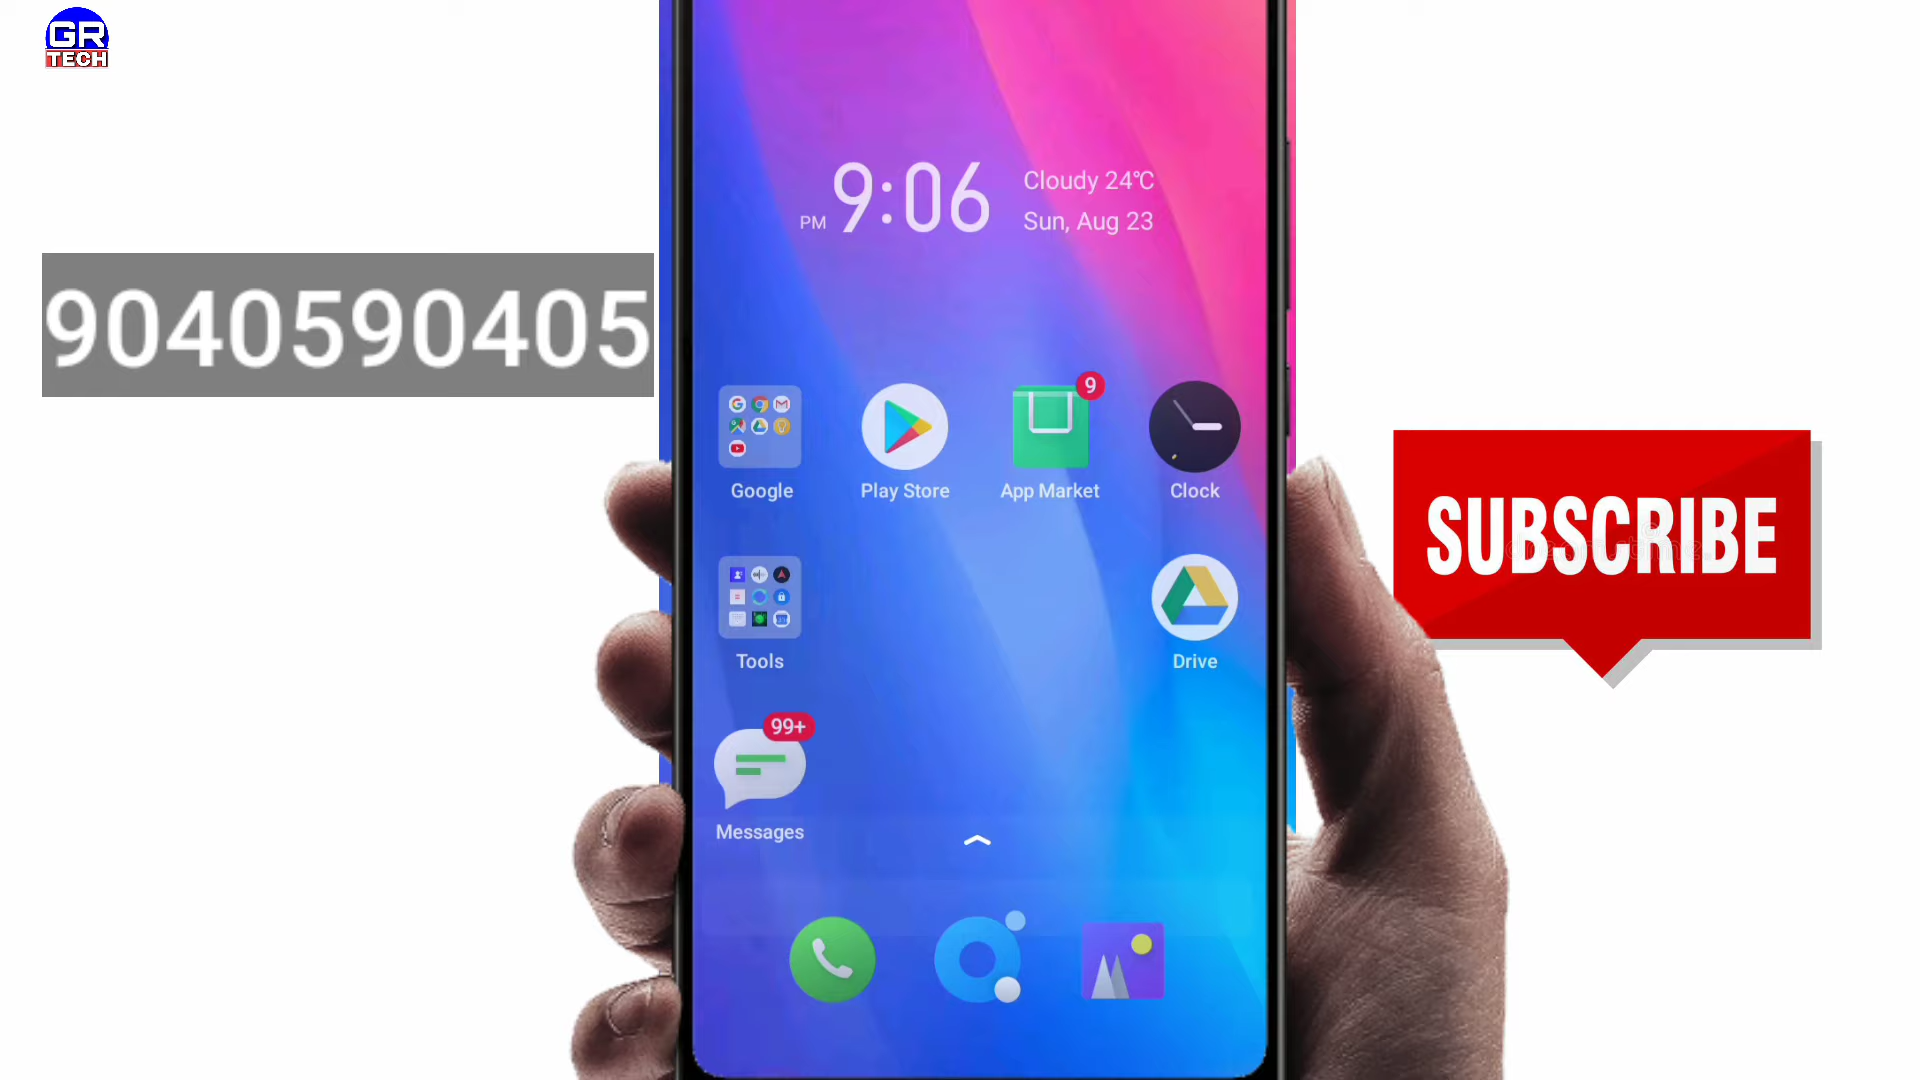 GR
TECH
PM 9:06
Cloudy 24℃
Sun, Aug 23
9040590405
9
Google
Play Store
App Market
Clock
SUBSCRIBE
Tools
Drive
99+
Messages